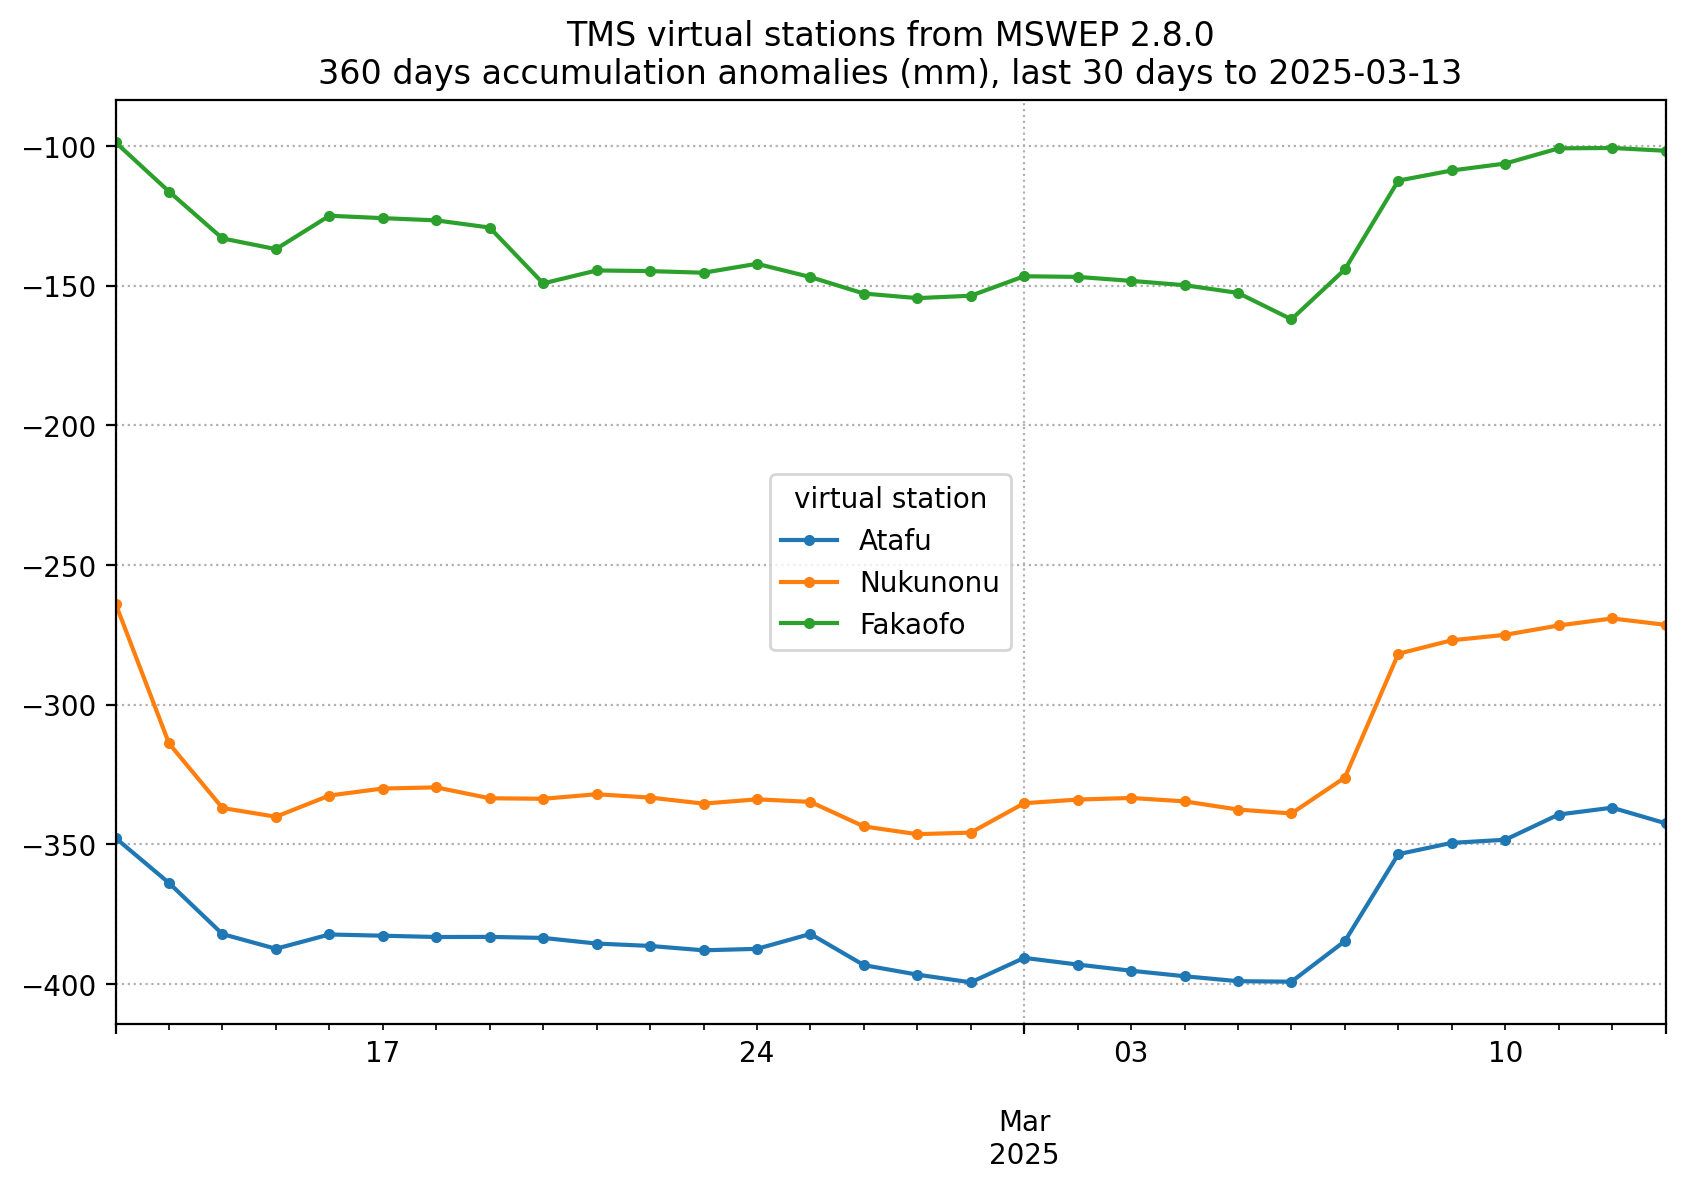 TMS virtual stations from MSWEP 2.8.0
360 days accumulation anomalies (mm), last 30 days to 2025-03-13
−100
−150
−200
−250
−300
−350
−400
virtual station
Atafu
Nukunonu
Fakaofo
17 24 03 10
Mar
2025